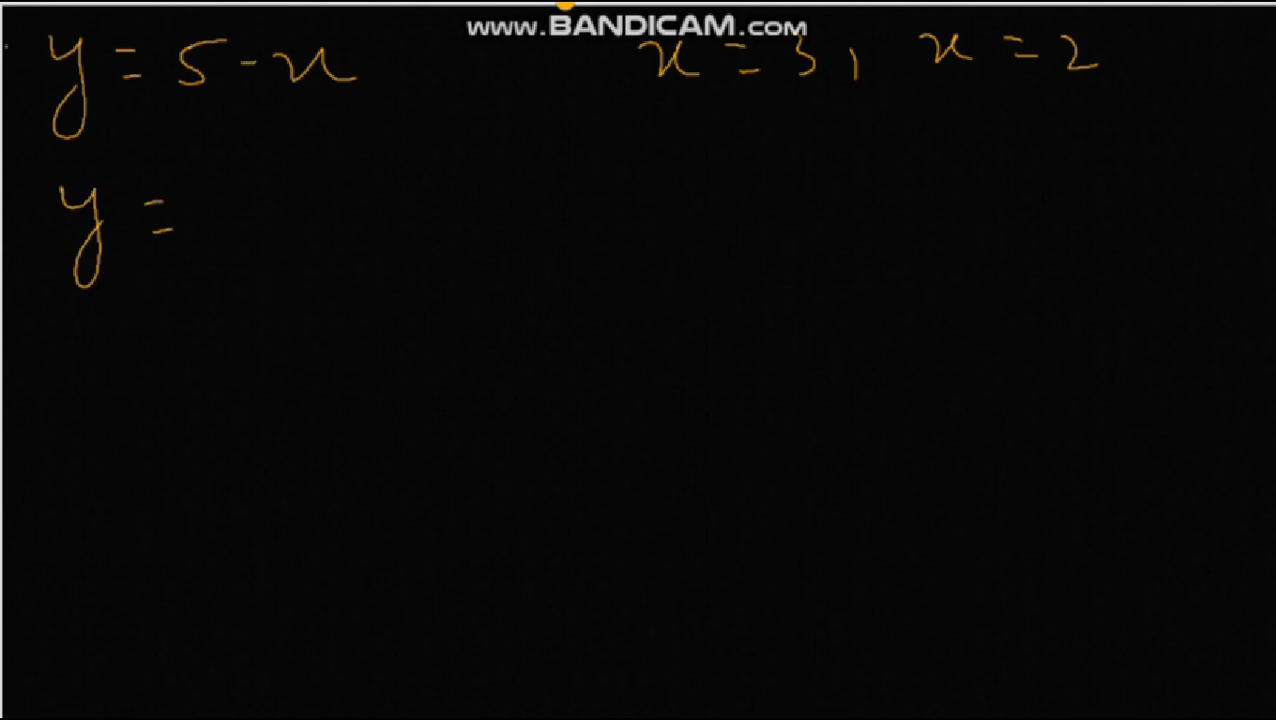 www.BANDICAM.com
y = 5 - x x = 3, x = 2
y =